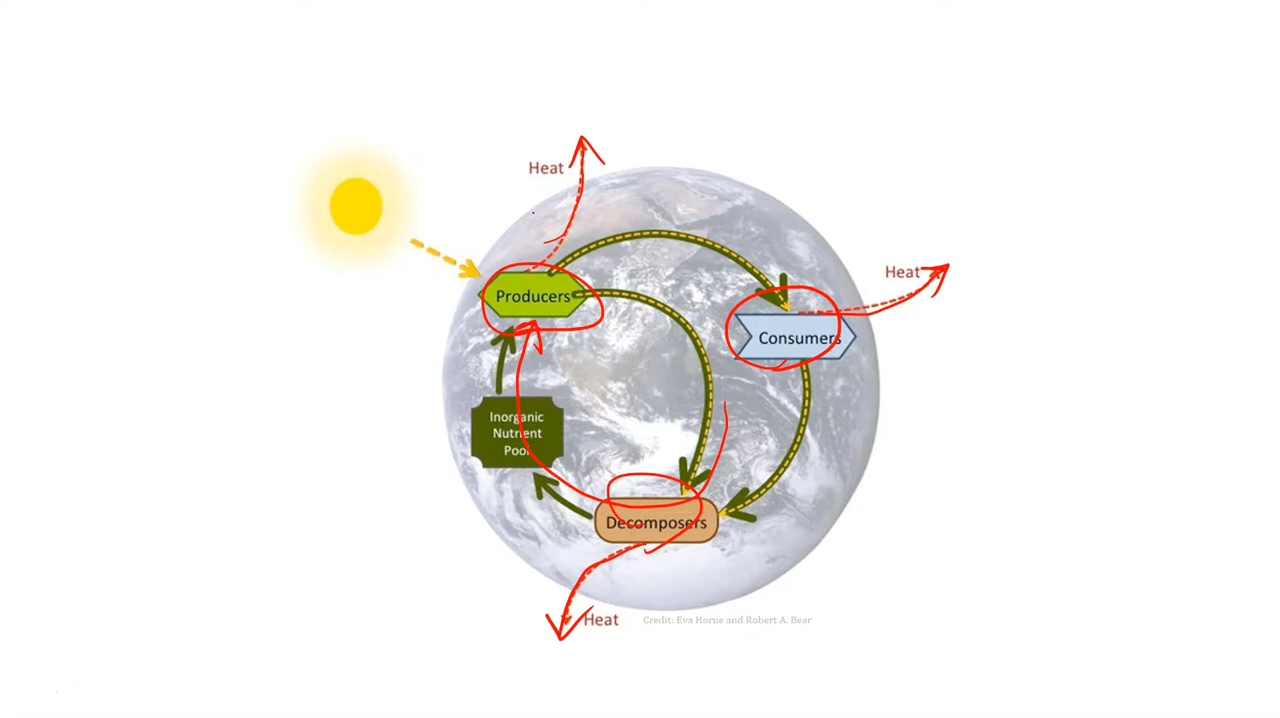 Heat
Heat
Producers
Consumers
Inorganic
Nutrient
Pool
Decomposers
Heat
Credit: Eva Horne and Robert A. Bear